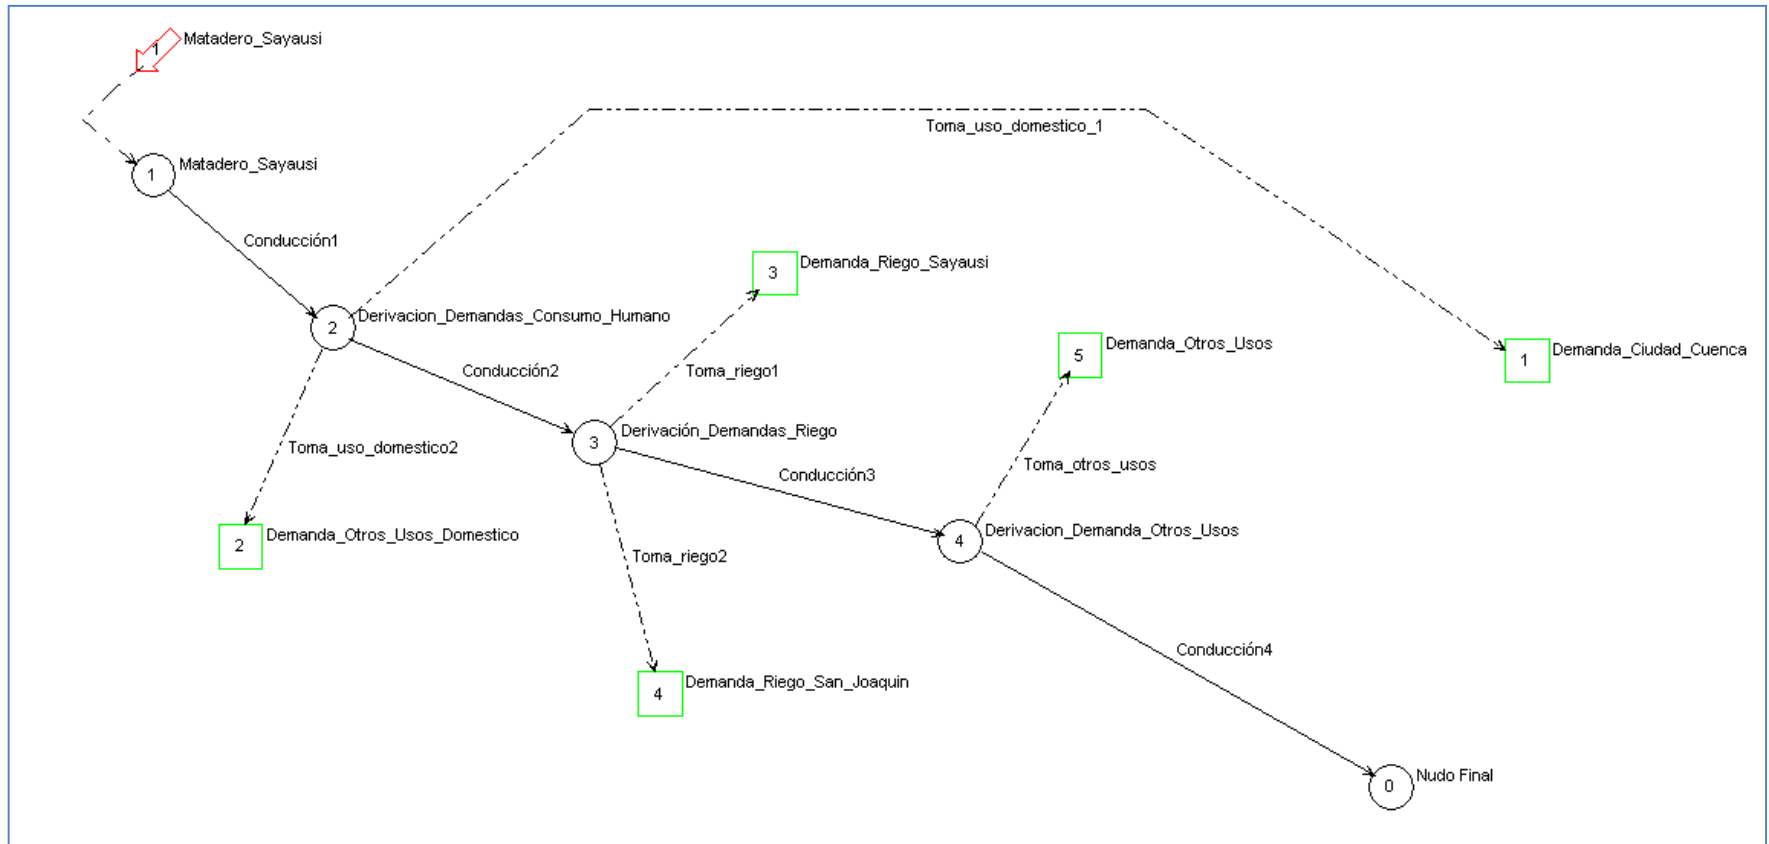 1
Matadero_Sayausi
Toma_uso_domestico_1
1
Matadero_Sayausi
Conducción1
3
Demanda_Riego_Sayausi
2
Derivacion_Demandas_Consumo_Humano
5
Demanda_Otros_Usos
1
Demanda_Ciudad_Cuenca
Conducción2
Toma_riego1
3
Derivación_Demandas_Riego
Toma_uso_domestico2
Toma_otros_usos
Conducción3
2
Demanda_Otros_Usos_Domestico
4
Derivacion_Demanda_Otros_Usos
Toma_riego2
Conducción4
4
Demanda_Riego_San_Joaquin
0
Nudo Final